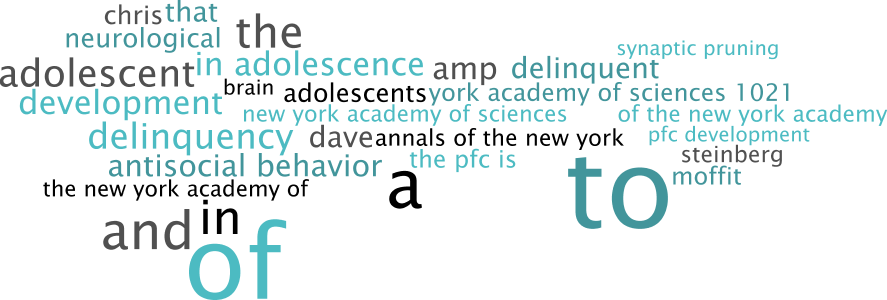 chris that
neurological the
synaptic pruning
adolescent in adolescence amp delinquent
brain adolescents york academy of sciences 1021
development new york academy of sciences of the new york academy
delinquency dave annals of the new york pfc development
antisocial behavior the pfc is steinberg
moffit
the new york academy of a to
and in
of